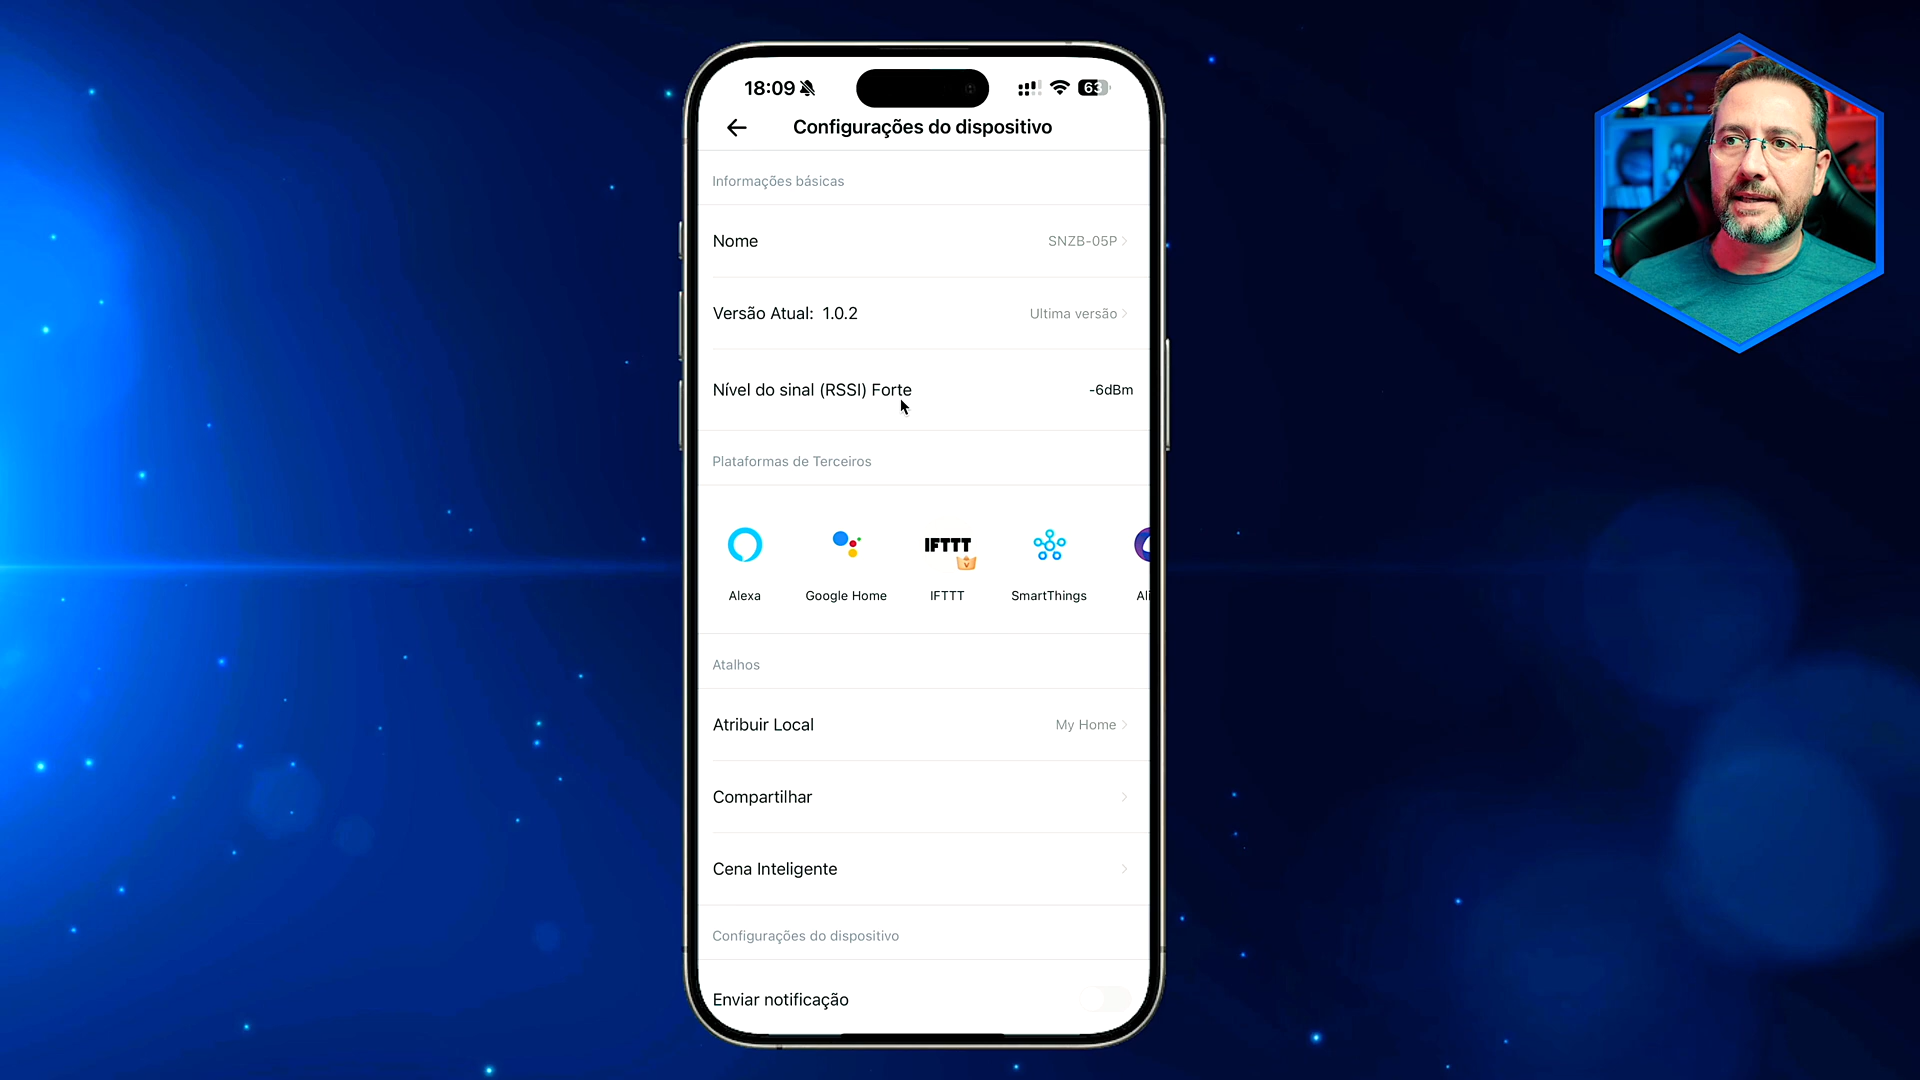 18:09
63
Configurações do dispositivo
Informações básicas
Nome SNZB-05P
Versão Atual: 1.0.2 Ultima versão
Nível do sinal (RSSI) Forte -6dBm
Plataformas de Terceiros
IFTTT
Alexa Google Home IFTTT SmartThings Ali
Atalhos
Atribuir Local My Home
Compartilhar
Cena Inteligente
Configurações do dispositivo
Enviar notificação